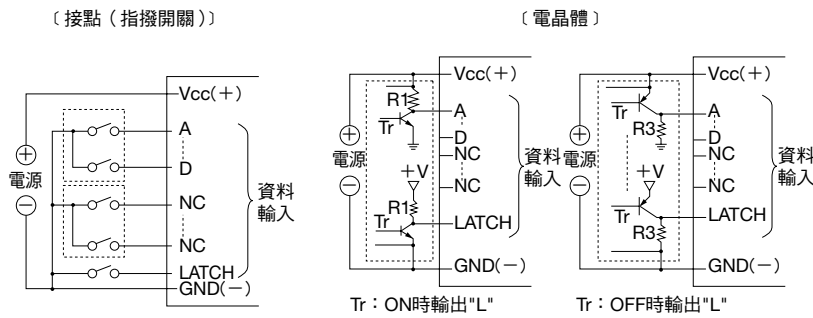 〔接點(指撥開關)〕
Vcc(+)
A
D
NC
NC
LATCH
GND(−)
資料
輸入
電源
〔電晶體〕
Vcc(+)
R1
A
Tr
D
NC
NC
+V
R1
LATCH
Tr
GND(−)
資料
輸入
電源
Tr:ON時輸出"L"
Vcc(+)
Tr
A
R3
D
NC
NC
+V
Tr
LATCH
R3
GND(−)
資料
輸入
電源
Tr:OFF時輸出"L"